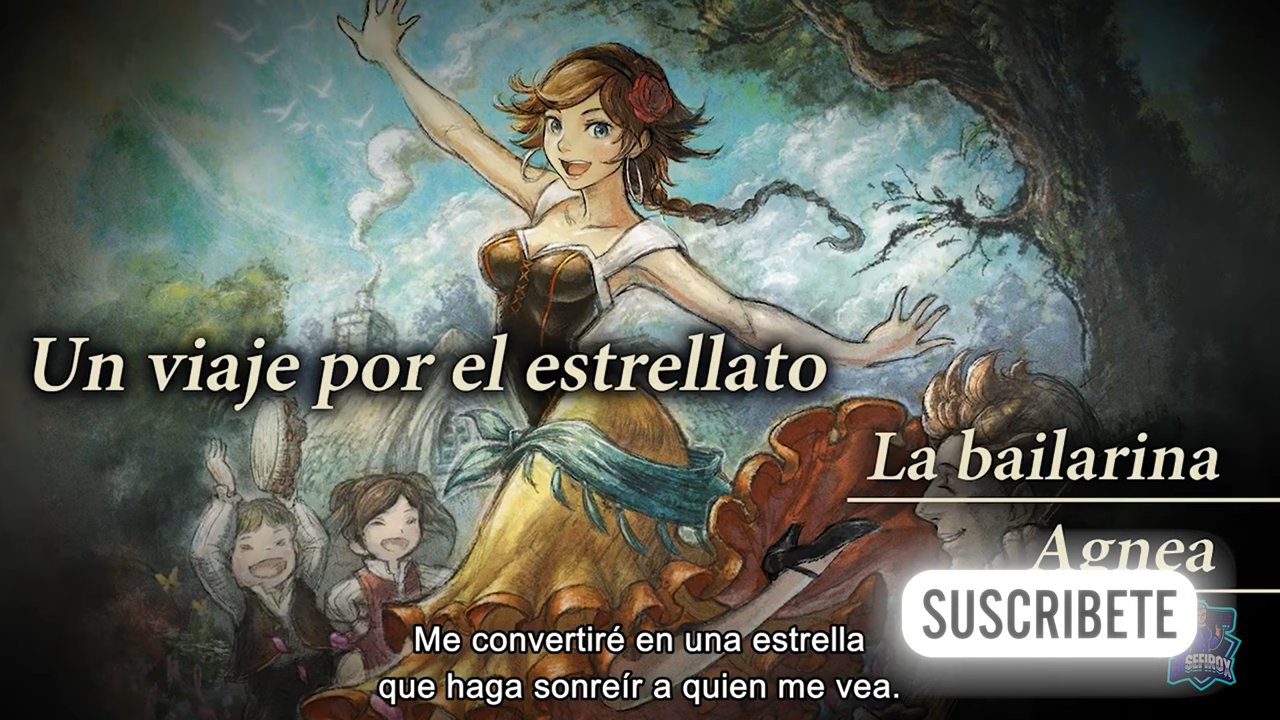 Un viaje por el estrellato
La bailarina
Agnea
SUSCRIBETE
SEFIROX
Me convertiré en una estrella
que haga sonreír a quien me vea.